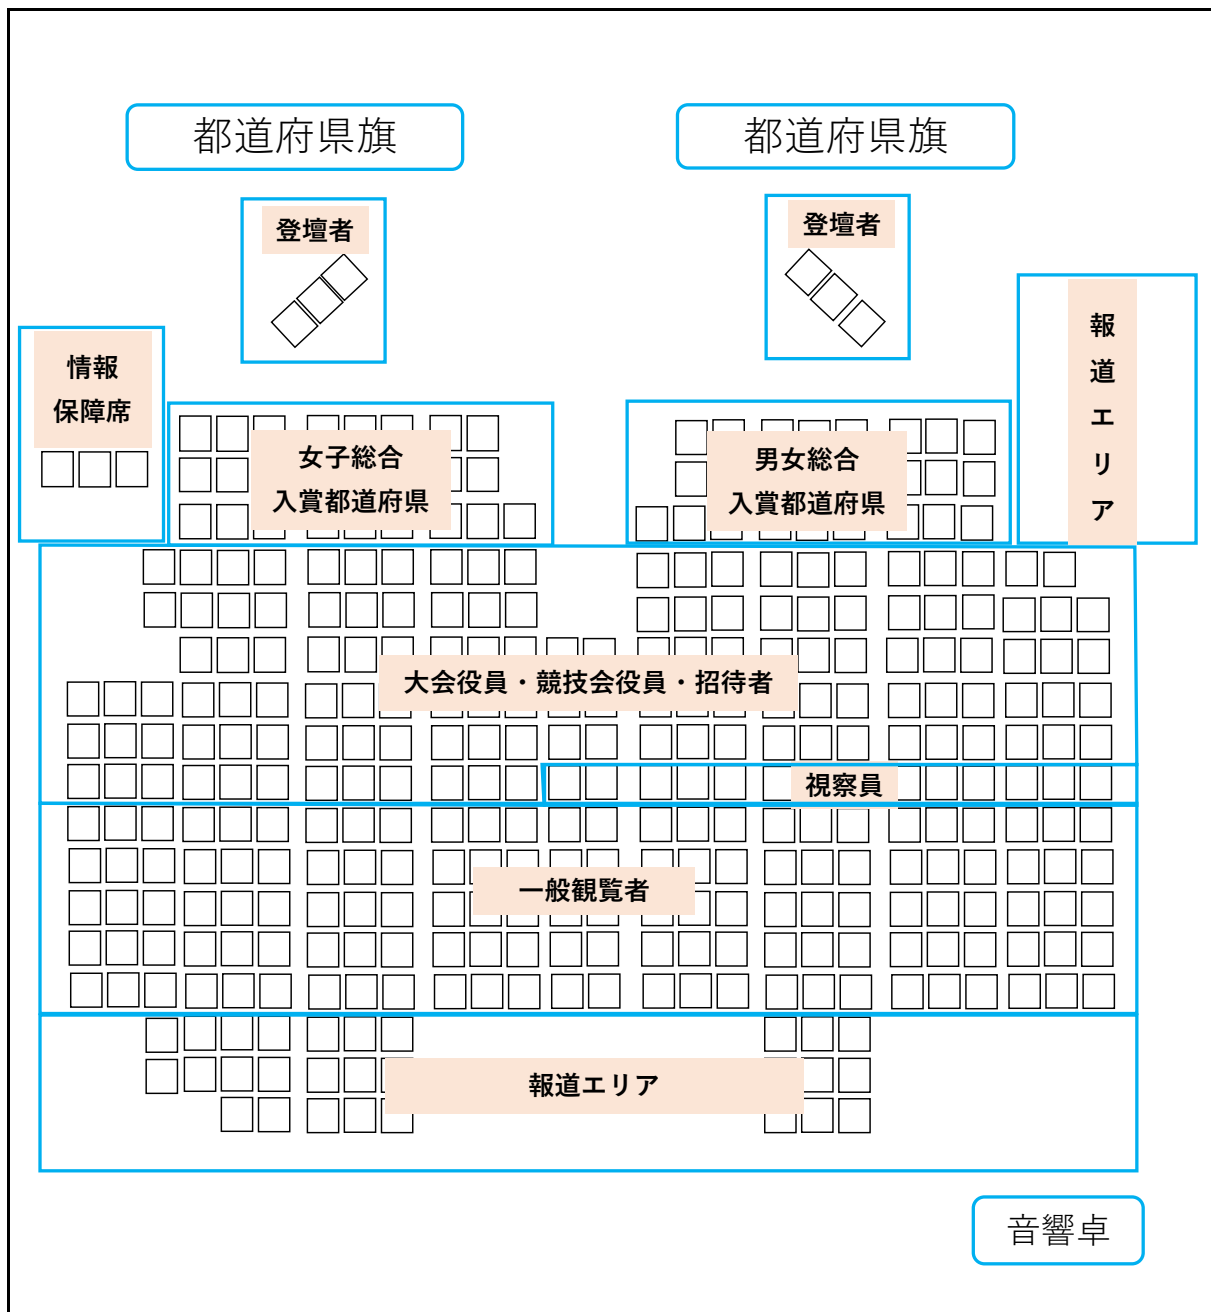 都道府県旗
都道府県旗
登壇者
登壇者
報道エリア
情報
保障席
女子総合
入賞都道府県
男女総合
入賞都道府県
大会役員・競技会役員・招待者
視察員
一般観覧者
報道エリア
音響卓